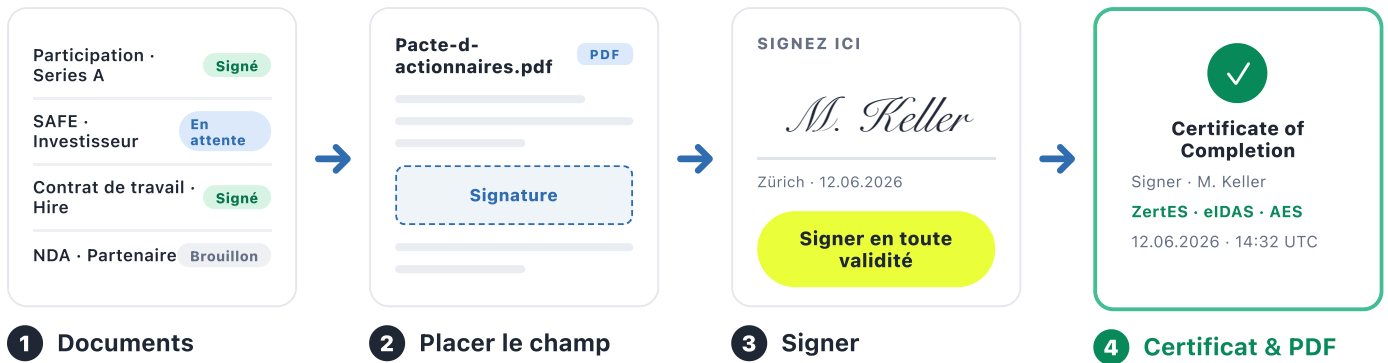 Participation ·
Series A
Signé
SAFE ·
Investisseur
En
attente
Contrat de travail ·
Hire
Signé
NDA · Partenaire
Brouillon
1 Documents
Pacte-d-
actionnaires.pdf
PDF
Signature
2 Placer le champ
SIGNEZ ICI
M. Keller
Zürich · 12.06.2026
Signer en toute
validité
3 Signer
Certificate of
Completion
Signer · M. Keller
ZertES · eIDAS · AES
12.06.2026 · 14:32 UTC
4 Certificat & PDF